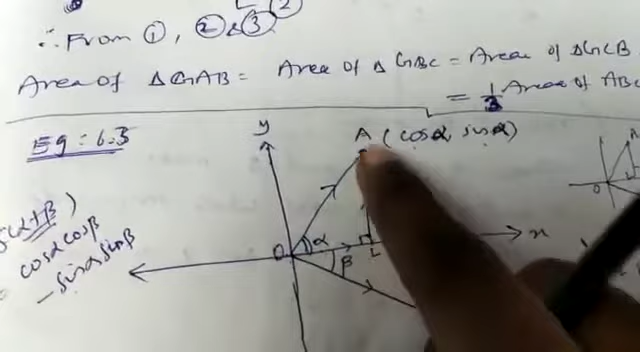 ∴ From ①, ② & ③
Area of ΔGAB = Area of Δ GBC = Area of ΔGCB
= 1/3 Area of ABC
Eg: 6.3
y
A (cosα, sinα)
(α+β)
cosα cosβ
- sinα sinβ
O
α
β
L
x
O